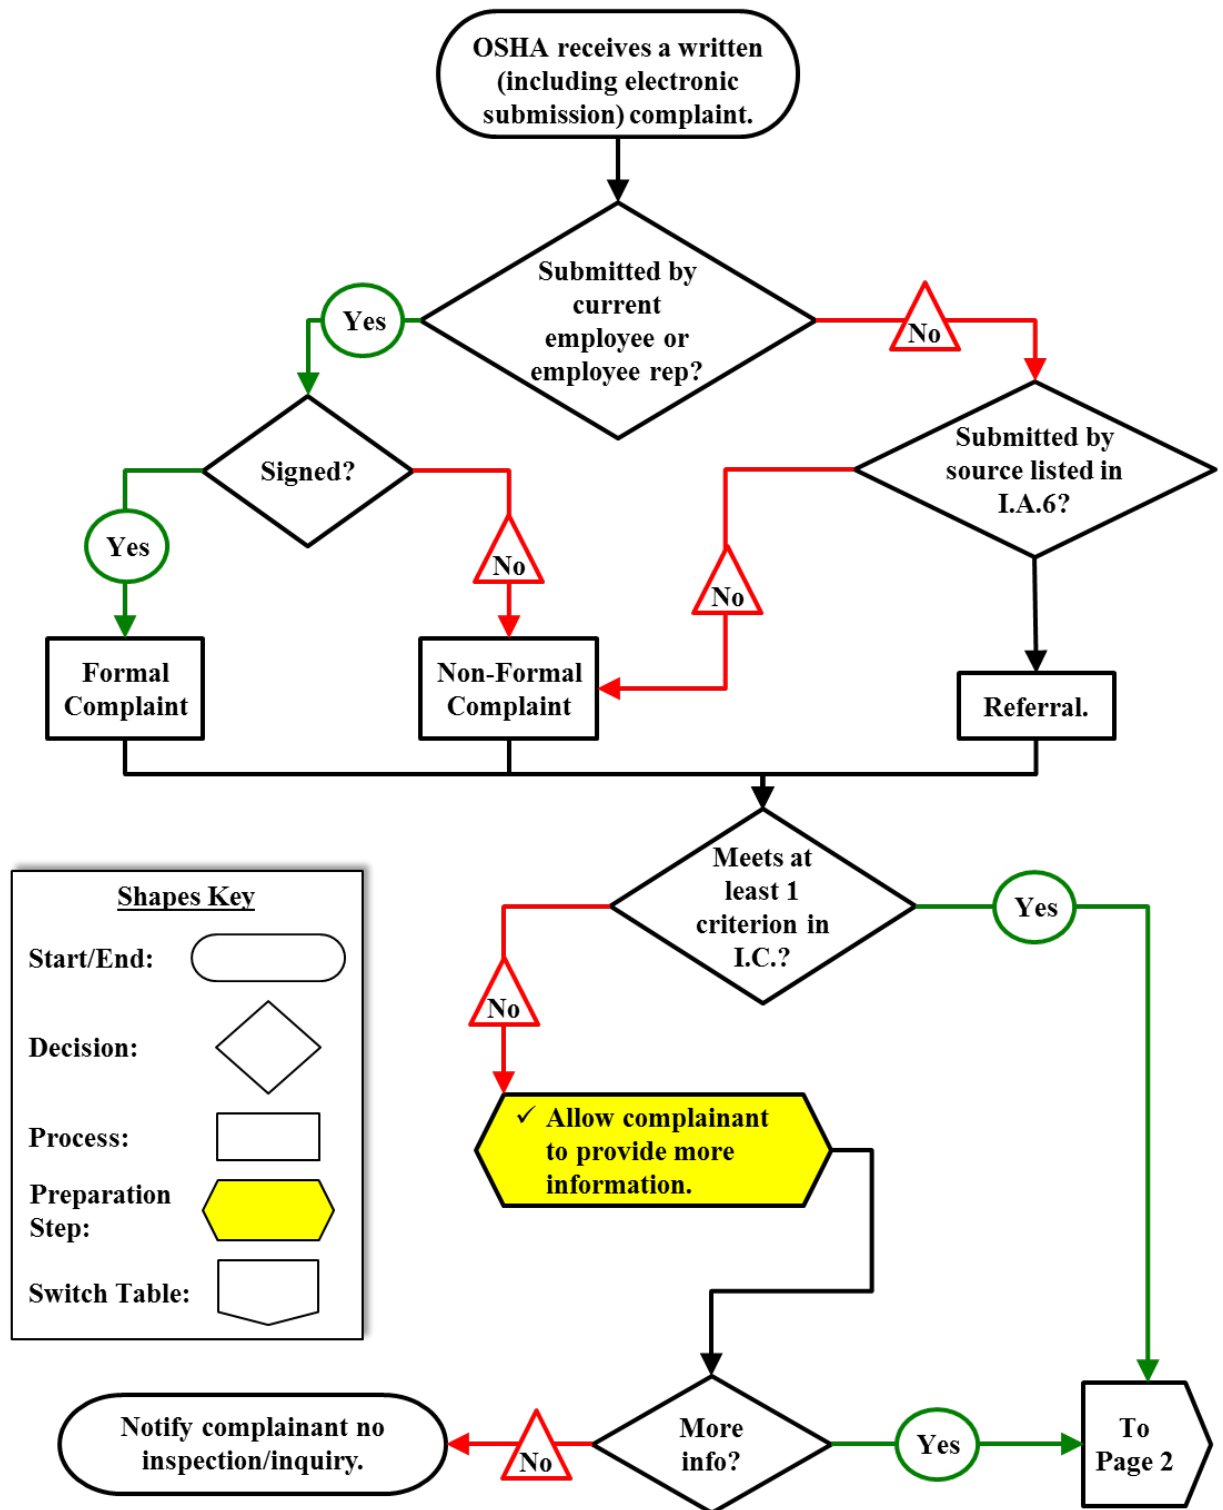 OSHA receives a written
(including electronic
submission) complaint.
Submitted by
current
employee or
employee rep?
Yes
No
Signed?
Submitted by
source listed in
I.A.6?
Yes
No
No
Formal
Complaint
Non-Formal
Complaint
Referral.
Meets at
least 1
criterion in
I.C.?
Yes
No
Shapes Key
Start/End:
Decision:
Process:
Preparation
Step:
Switch Table:
✓ Allow complainant
to provide more
information.
Notify complainant no
inspection/inquiry.
No
More
info?
Yes
To
Page 2